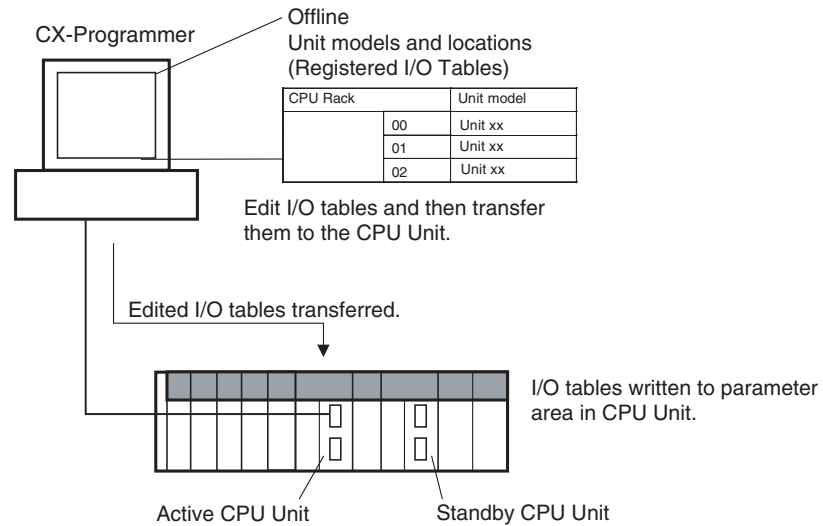 Offline
CX-Programmer
Unit models and locations
(Registered I/O Tables)
CPU Rack Unit model
00 Unit xx
01 Unit xx
02 Unit xx
Edit I/O tables and then transfer
them to the CPU Unit.
Edited I/O tables transferred.
I/O tables written to parameter
area in CPU Unit.
Active CPU Unit
Standby CPU Unit